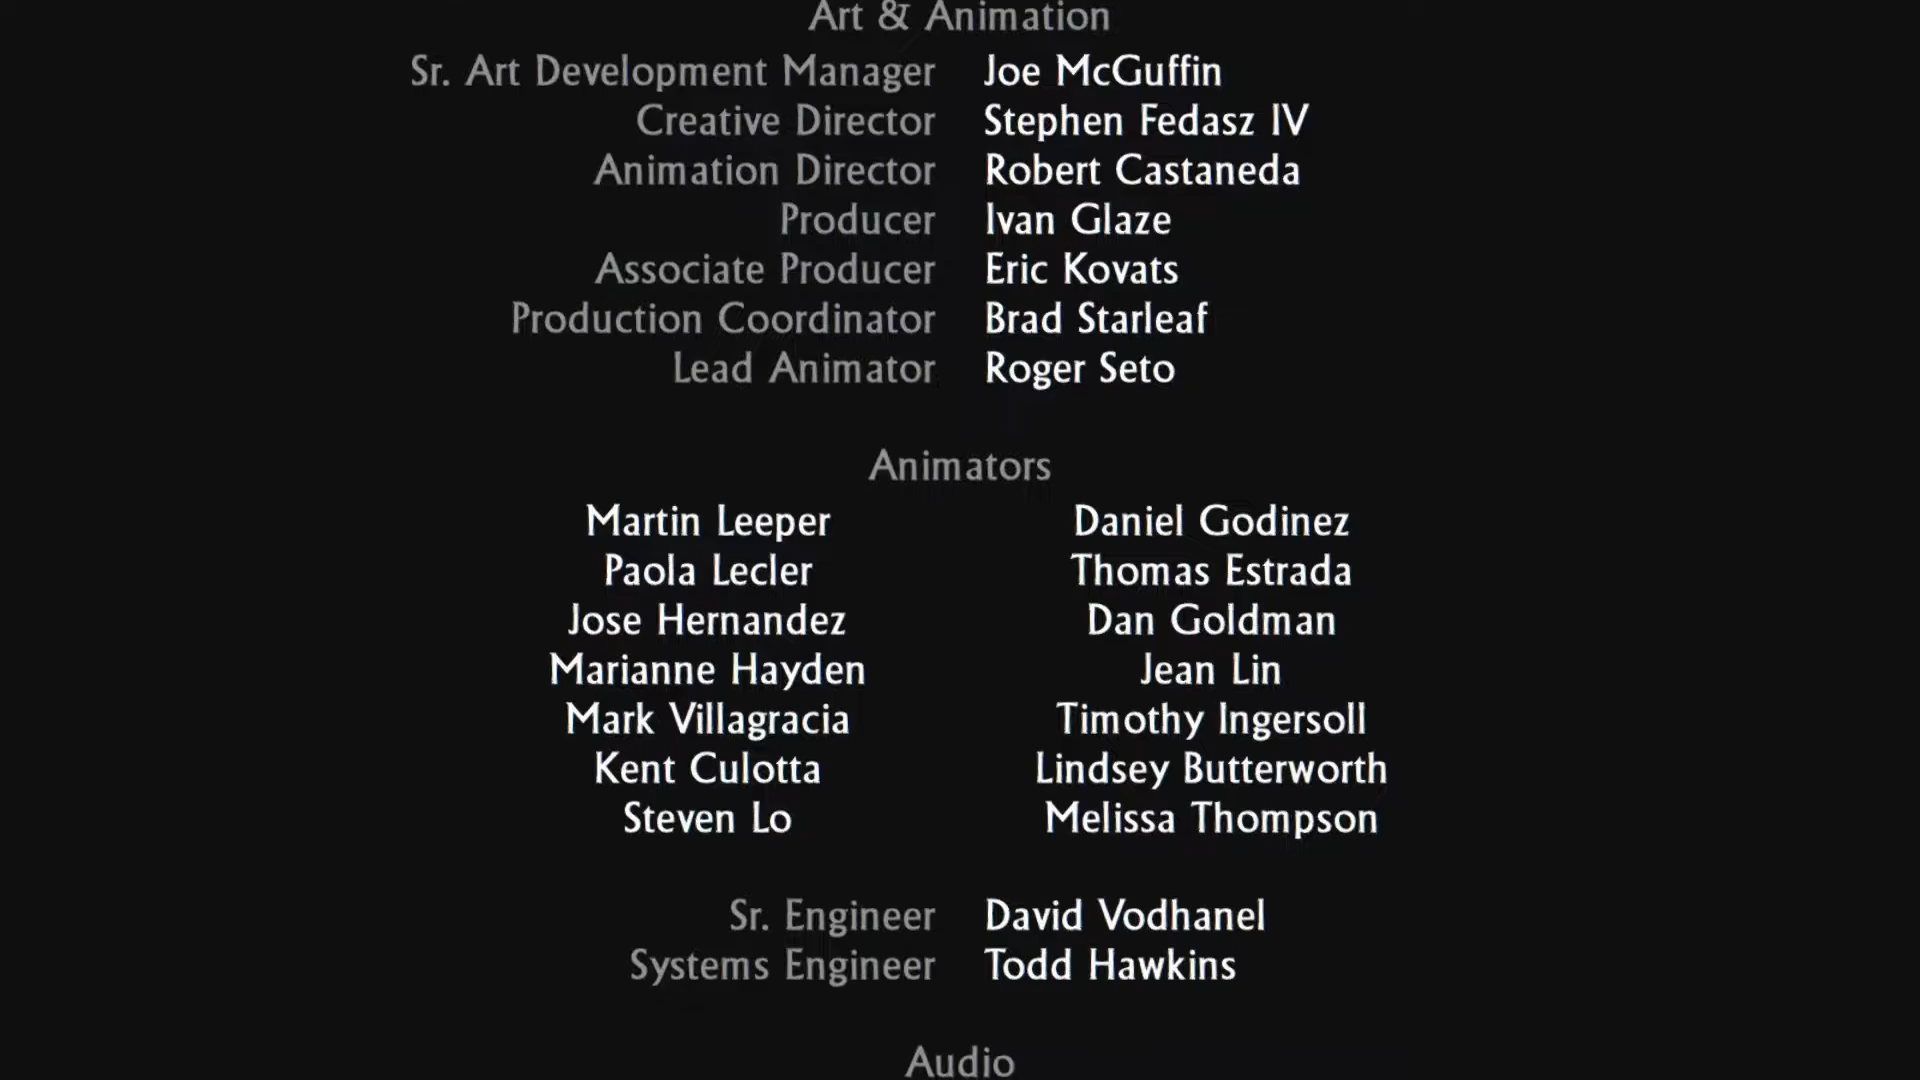 Art & Animation
Sr. Art Development Manager Joe McGuffin
Creative Director Stephen Fedasz IV
Animation Director Robert Castaneda
Producer Ivan Glaze
Associate Producer Eric Kovats
Production Coordinator Brad Starleaf
Lead Animator Roger Seto
Animators
Martin Leeper Daniel Godinez
Paola Lecler Thomas Estrada
Jose Hernandez Dan Goldman
Marianne Hayden Jean Lin
Mark Villagracia Timothy Ingersoll
Kent Culotta Lindsey Butterworth
Steven Lo Melissa Thompson
Sr. Engineer David Vodhanel
Systems Engineer Todd Hawkins
Audio